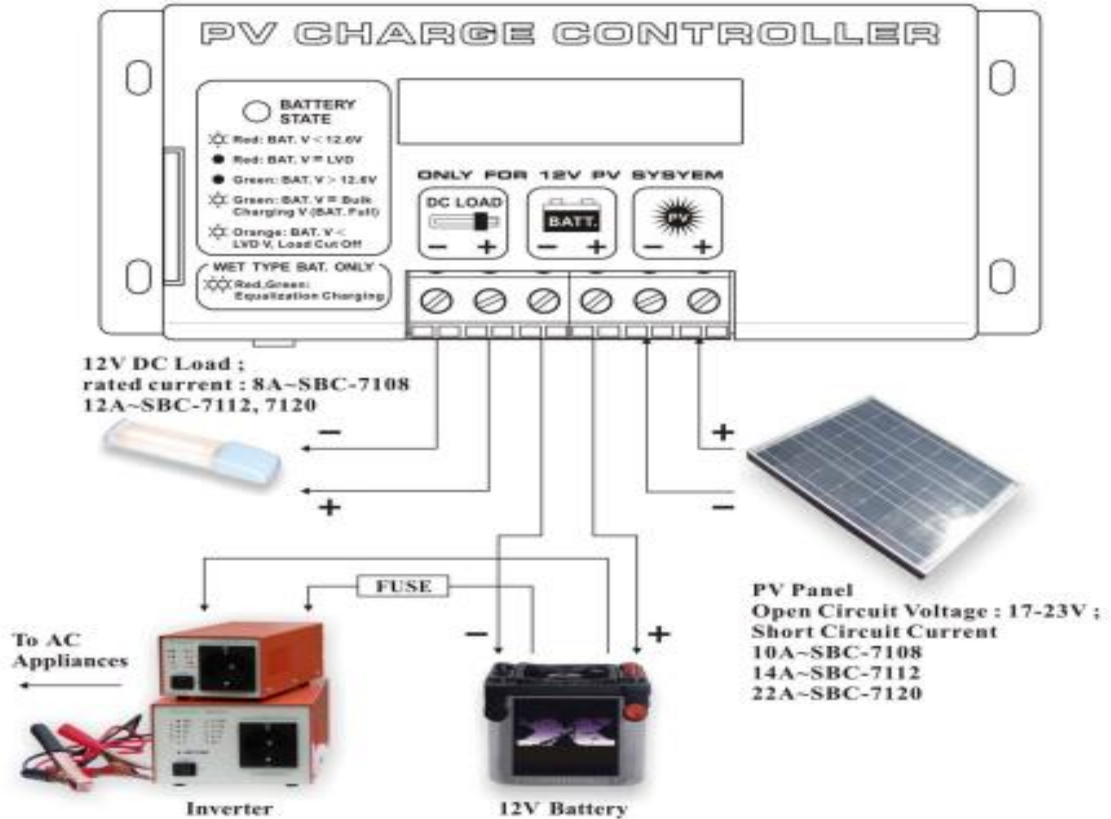 PV CHARGE CONTROLLER
BATTERY
STATE
Red: BAT. V < 12.6V
Red: BAT. V = LVD
Green: BAT. V > 12.6V
Green: BAT. V = Bulk
Charging V (BAT. Full)
Orange: BAT. V <
LVD V, Load Cut Off
WET TYPE BAT. ONLY
Red,Green:
Equalization Charging
ONLY FOR 12V PV SYSYEM
DC LOAD
- +
BATT.
- +
PV
- +
12V DC Load ;
rated current : 8A~SBC-7108
12A~SBC-7112, 7120
-
+
+
-
FUSE
- +
PV Panel
Open Circuit Voltage : 17-23V ;
Short Circuit Current
10A~SBC-7108
14A~SBC-7112
22A~SBC-7120
To AC
Appliances
Inverter
12V Battery